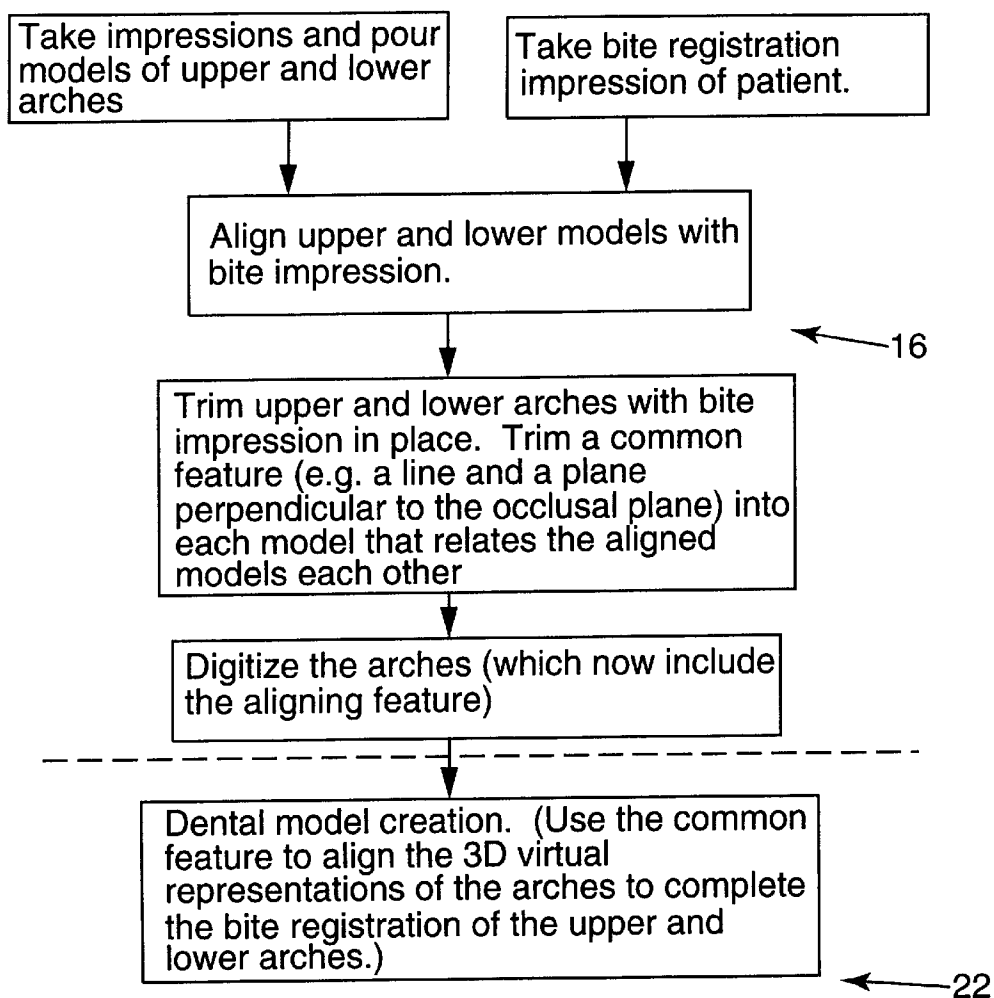 Take impressions and pour
models of upper and lower
arches
Take bite registration
impression of patient.
Align upper and lower models with
bite impression.
16
Trim upper and lower arches with bite
impression in place. Trim a common
feature (e.g. a line and a plane
perpendicular to the occlusal plane) into
each model that relates the aligned
models each other
Digitize the arches (which now include
the aligning feature)
Dental model creation. (Use the common
feature to align the 3D virtual
representations of the arches to complete
the bite registration of the upper and
lower arches.)
22